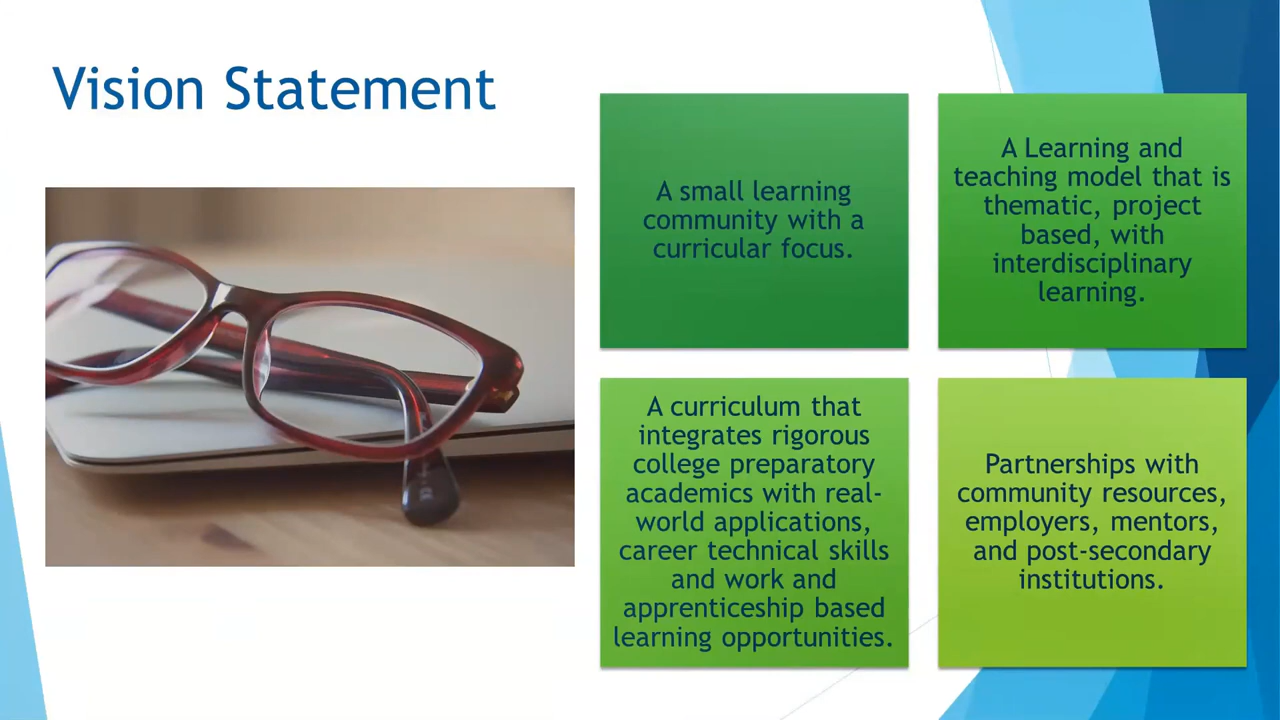 Vision Statement
A small learning
community with a
curricular focus.
A Learning and
teaching model that is
thematic, project
based, with
interdisciplinary
learning.
A curriculum that
integrates rigorous
college preparatory
academics with real-
world applications,
career technical skills
and work and
apprenticeship based
learning opportunities.
Partnerships with
community resources,
employers, mentors,
and post-secondary
institutions.